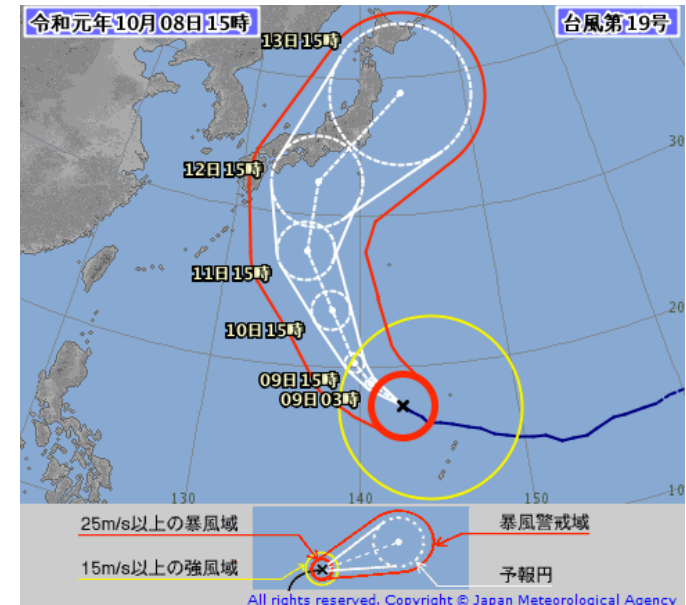 令和元年10月08日15時
台風第19号
13日15時
30
12日15時
11日15時
20
10日15時
09日15時
09日03時
130
140
150
10
25m/s以上の暴風域
暴風警戒域
15m/s以上の強風域
予報円
All rights reserved. Copyright © Japan Meteorological Agency